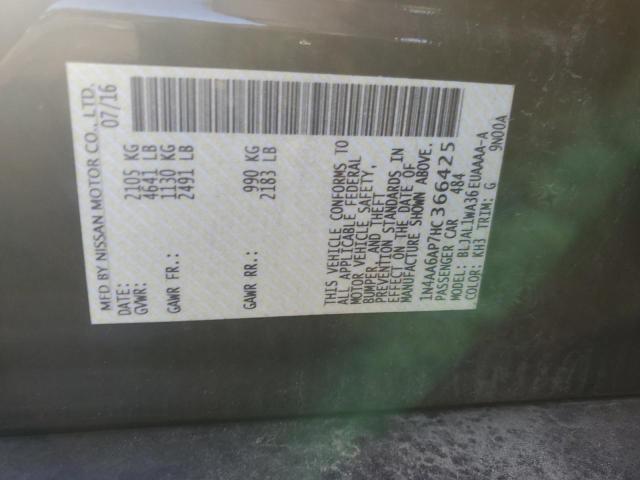 MFD BY NISSAN MOTOR CO., LTD.
DATE: 07/16
GVWR: 2105 KG
4641 LB
GAWR FR.: 1130 KG
2491 LB
GAWR RR.: 990 KG
2183 LB
THIS VEHICLE CONFORMS TO
ALL APPLICABLE FEDERAL
MOTOR VEHICLE SAFETY,
BUMPER, AND THEFT
PREVENTION STANDARDS IN
EFFECT ON THE DATE OF
MANUFACTURE SHOWN ABOVE.
1N4AA6AP7HC366425
PASSENGER CAR 484
MODEL: BLJALIWA36EUAAAA-A
COLOR: KH3 TRIM: G 9N00A